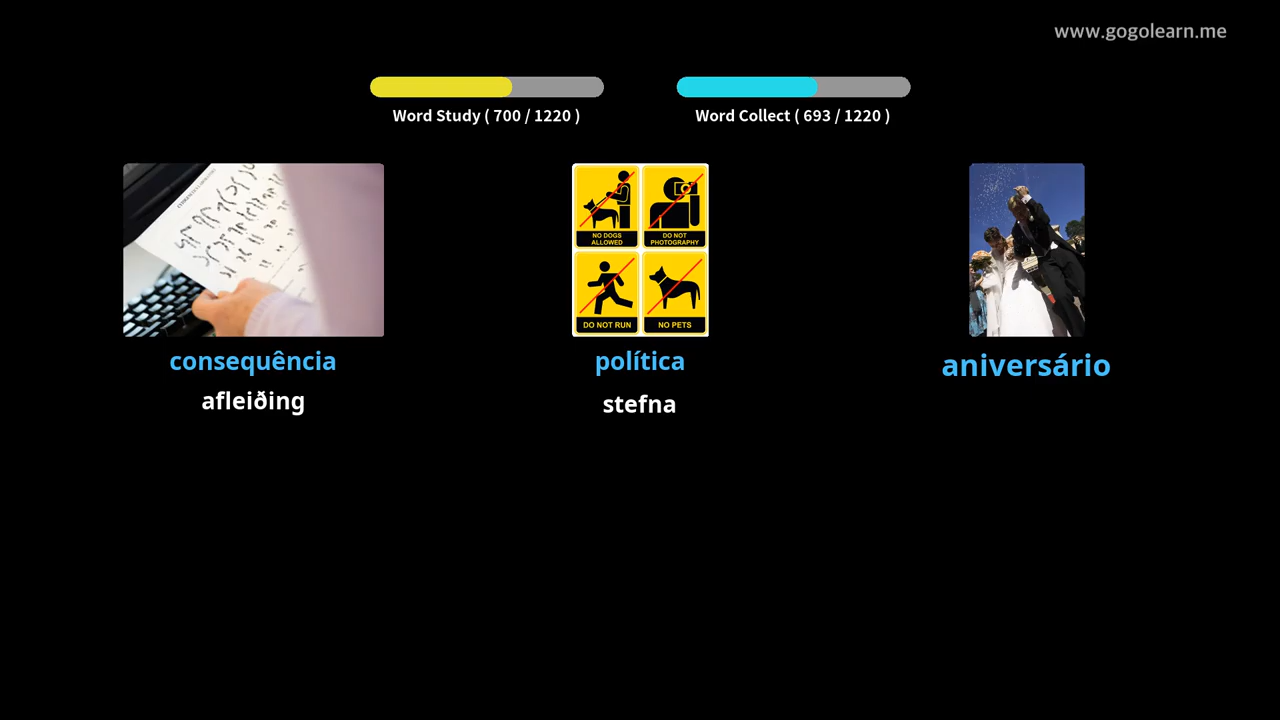 www.gogolearn.me
Word Study ( 700 / 1220 )
Word Collect ( 693 / 1220 )
NO DOGS
ALLOWED
DO NOT
PHOTOGRAPHY
DO NOT RUN
NO PETS
consequência
política
aniversário
afleiðing
stefna